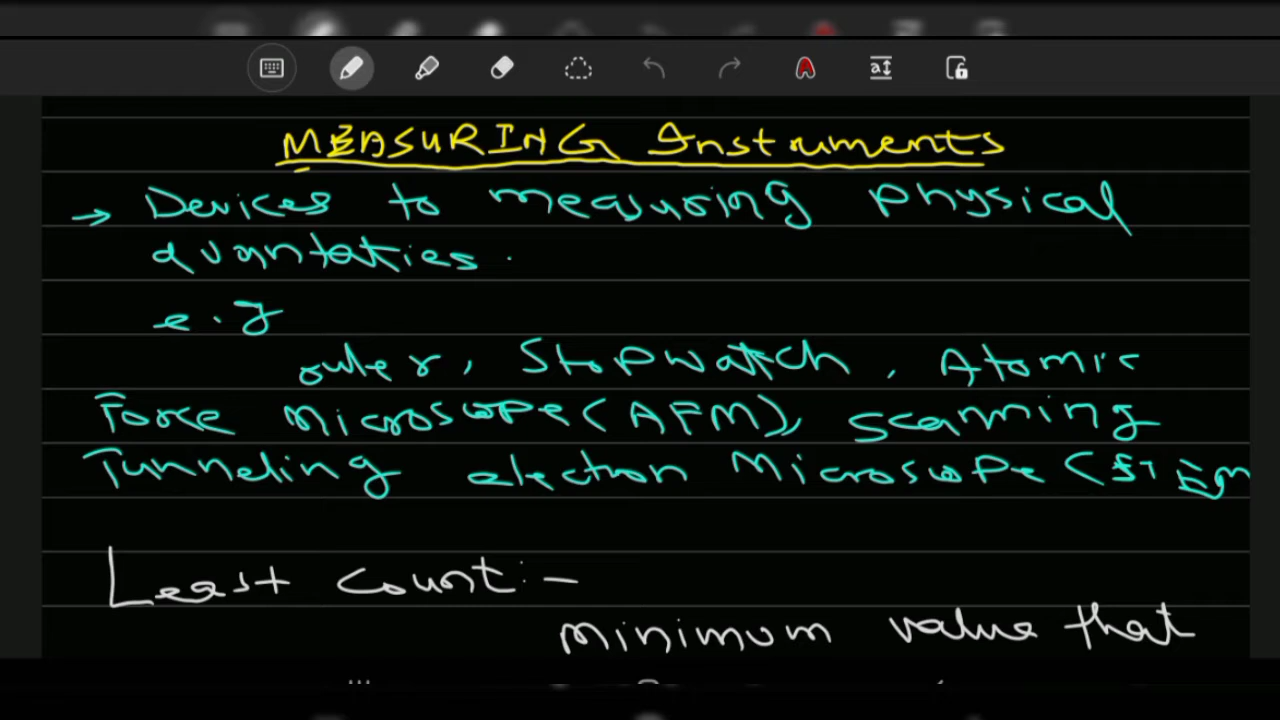 MEASURING Instruments
→ Devices to measuring physical
quantaties.
e.g
ruler, Stopwatch, Atomic
Force Microscope (AFM), scanning
Tunneling electron Microscope (STEM
Least count:-
minimum value that